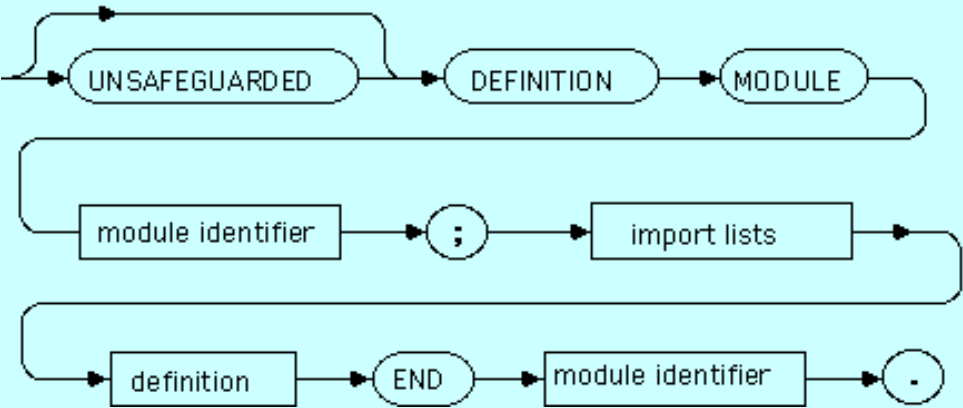 UNSAFEGUARDED DEFINITION MODULE
module identifier ; import lists
definition END module identifier .